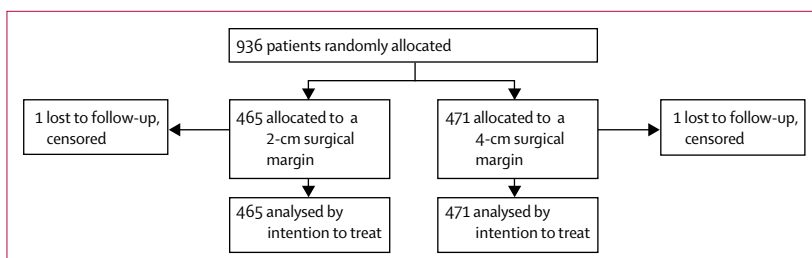 936 patients randomly allocated
1 lost to follow-up,
censored
465 allocated to a
2-cm surgical
margin
471 allocated to a
4-cm surgical
margin
1 lost to follow-up,
censored
465 analysed by
intention to treat
471 analysed by
intention to treat